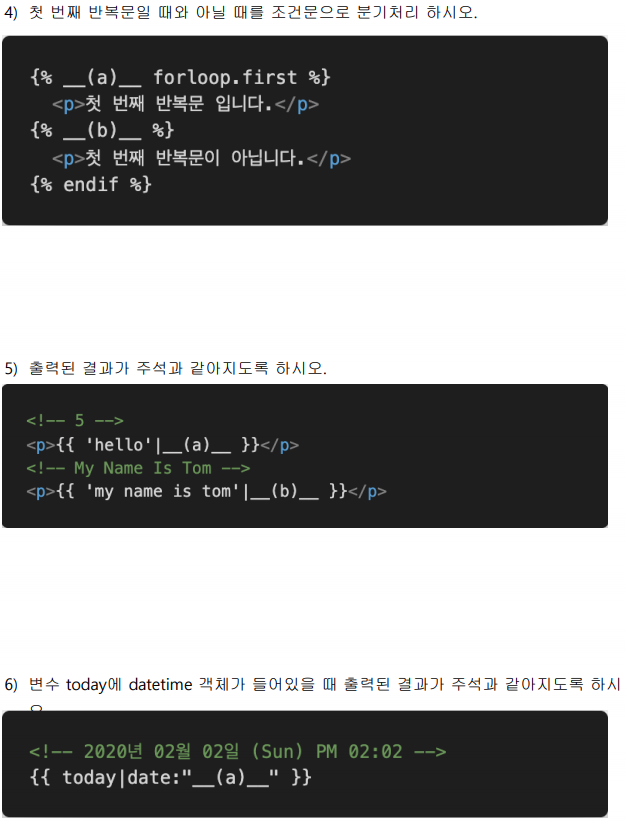 4) 첫 번째 반복문일 때와 아닐 때를 조건문으로 분기처리 하시오.
{% __(a)__ forloop.first %}
<p>첫 번째 반복문 입니다.</p>
{% __(b)__ %}
<p>첫 번째 반복문이 아닙니다.</p>
{% endif %}
5) 출력된 결과가 주석과 같아지도록 하시오.
<!-- 5 -->
<p>{{ 'hello'|__(a)__ }}</p>
<!-- My Name Is Tom -->
<p>{{ 'my name is tom'|__(b)__ }}</p>
6) 변수 today에 datetime 객체가 들어있을 때 출력된 결과가 주석과 같아지도록 하시
<!-- 2020년 02월 02일 (Sun) PM 02:02 -->
{{ today|date:"__(a)__" }}